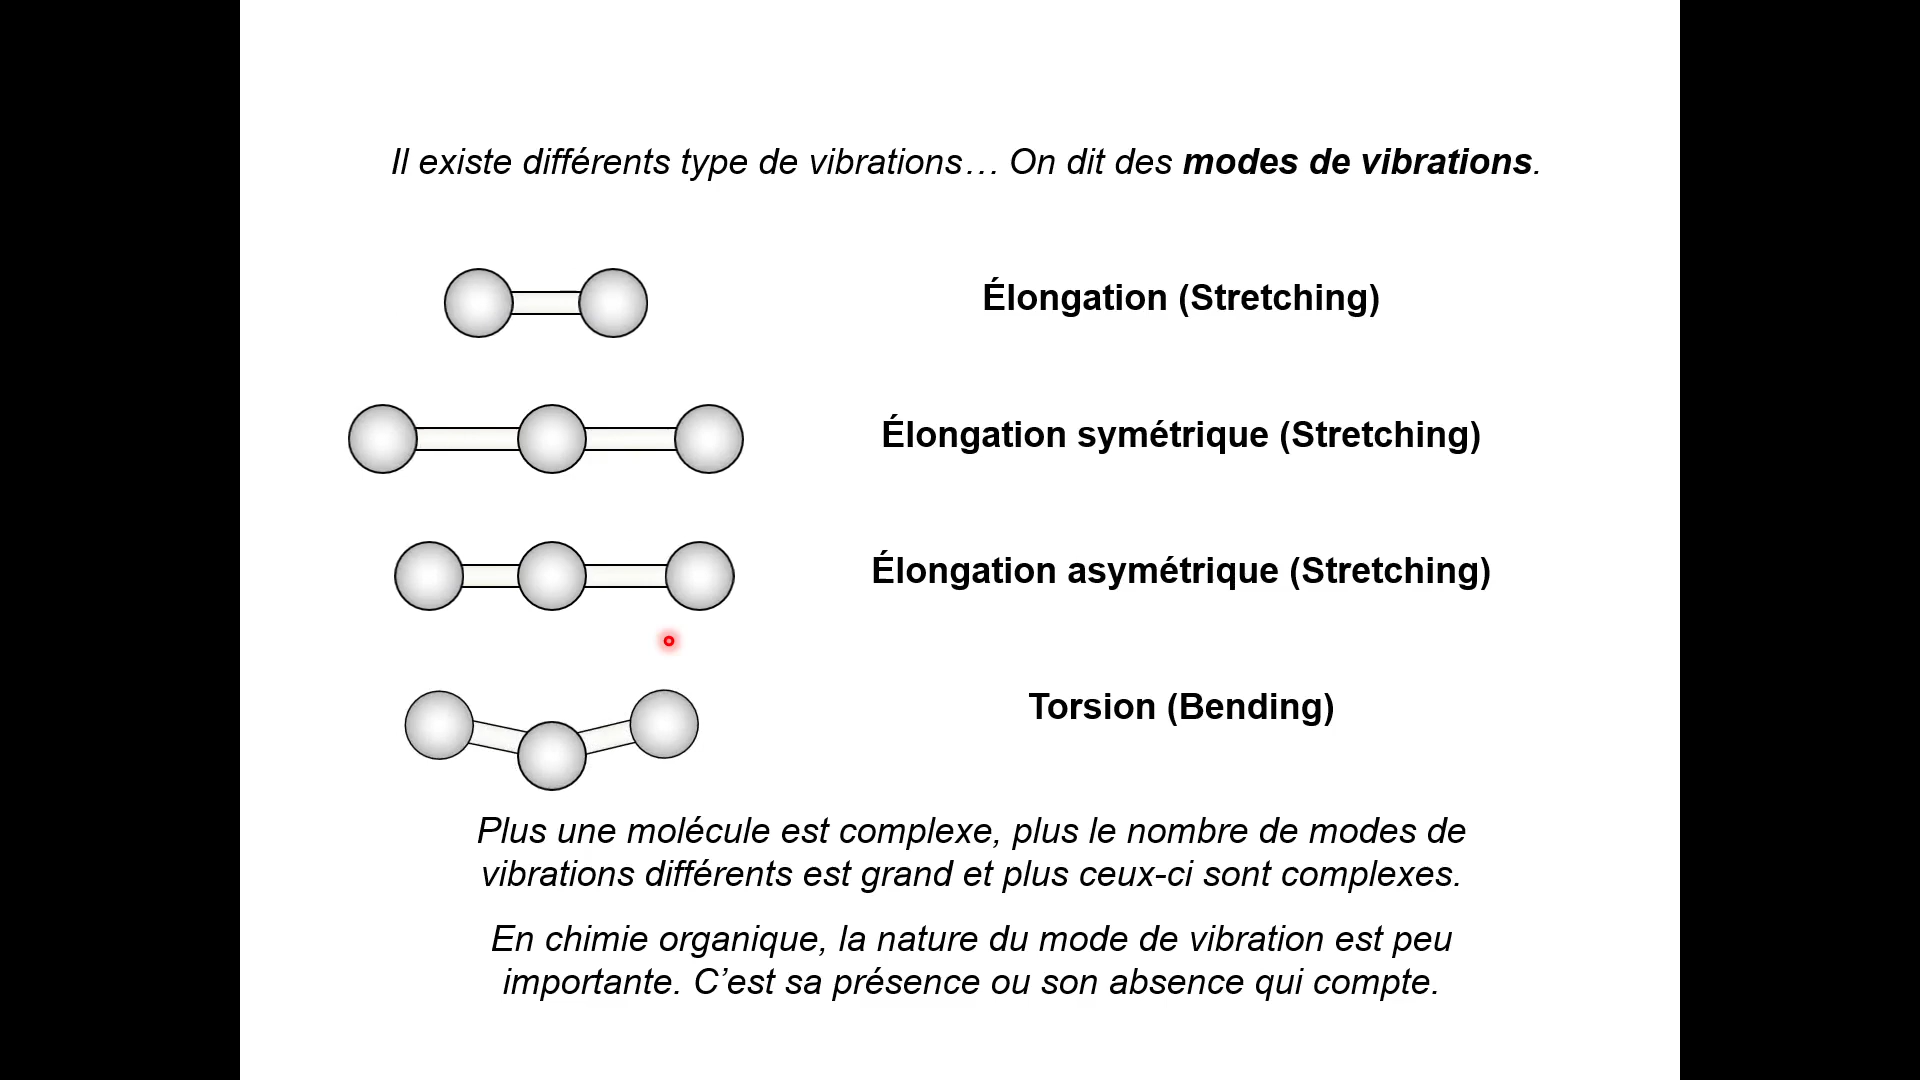 Il existe différents type de vibrations… On dit des modes de vibrations.
Élongation (Stretching)
Élongation symétrique (Stretching)
Élongation asymétrique (Stretching)
Torsion (Bending)
Plus une molécule est complexe, plus le nombre de modes de
vibrations différents est grand et plus ceux-ci sont complexes.
En chimie organique, la nature du mode de vibration est peu
importante. C’est sa présence ou son absence qui compte.